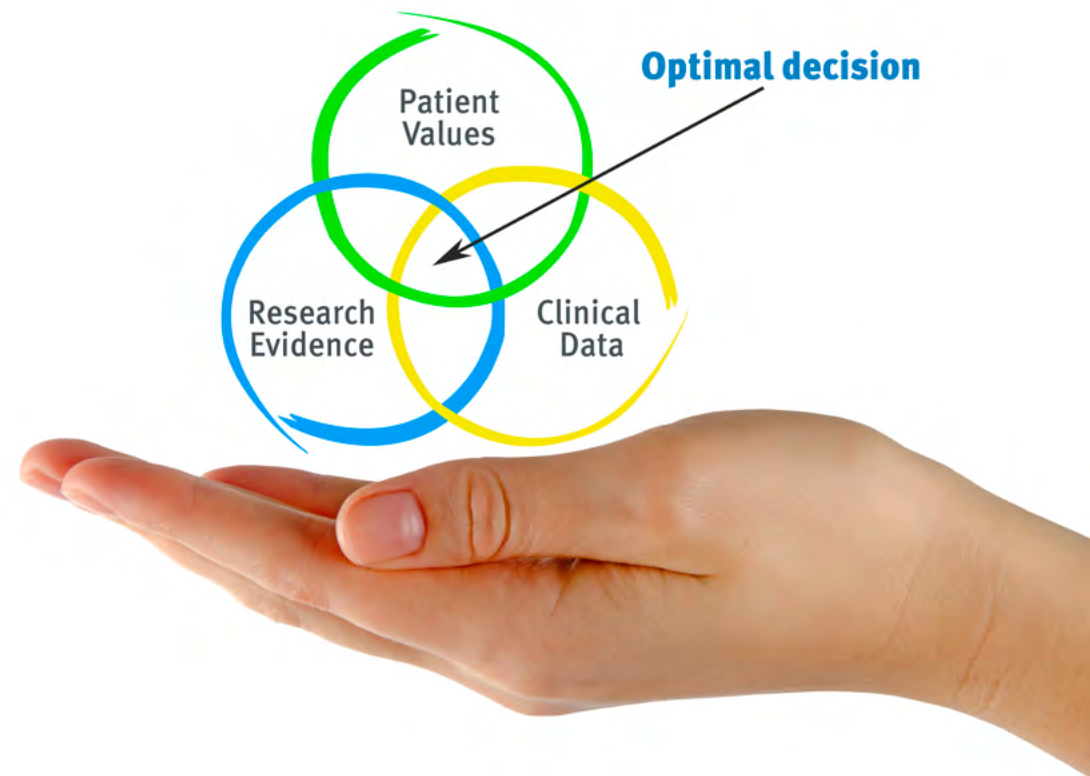 Optimal decision
Patient
Values
Research
Evidence
Clinical
Data